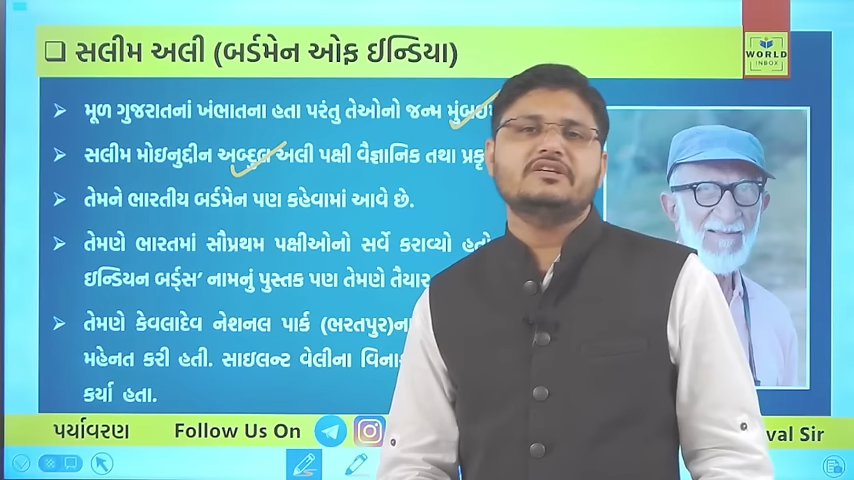 ❑ સલીમ અલી (બર્ડમેન ઓફ ઈન્ડિયા)
WORLD
INBOX
➢ મૂળ ગુજરાતનાં ખંભાતના હતા પરંતુ તેઓનો જન્મ
➢ સલીમ મોઇનુદ્દીન અબ્દુલ અલી પક્ષી વૈજ્ઞાનિક તથા
➢ તેમને ભારતીય બર્ડમેન પણ કહેવામાં આવે છે.
➢ તેમણે ભારતમાં સૌપ્રથમ પક્ષીઓનો સર્વે કરાવ્યો
ઇન્ડિયન બર્ડ્સ’ નામનું પુસ્તક પણ તેમણે
➢ તેમણે કેવલાદેવ નેશનલ પાર્ક (ભરતપુર)
મહેનત કરી હતી. સાઇલન્ટ વેલીના
કર્યા હતા.
પર્યાવરણ Follow Us On Sir